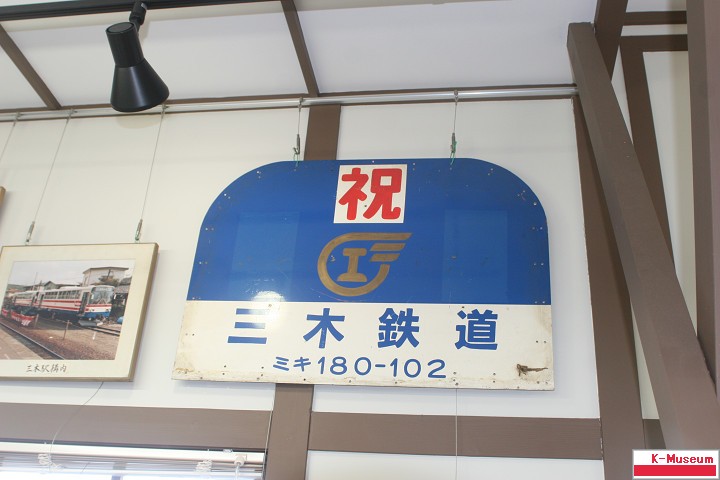 祝
三木鉄道
ミキ180-102
三木駅構内
K-Museum